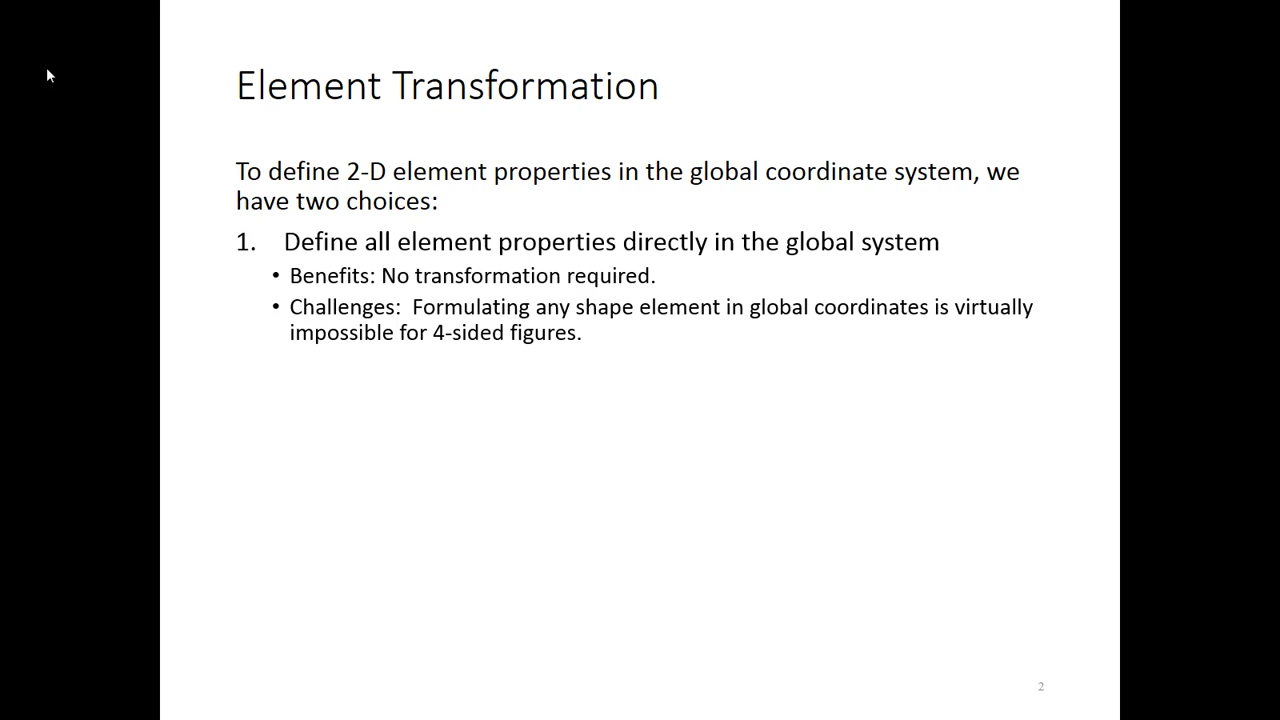 Element Transformation
To define 2-D element properties in the global coordinate system, we
have two choices:
1. Define all element properties directly in the global system
• Benefits: No transformation required.
• Challenges:  Formulating any shape element in global coordinates is virtually
impossible for 4-sided figures.
2